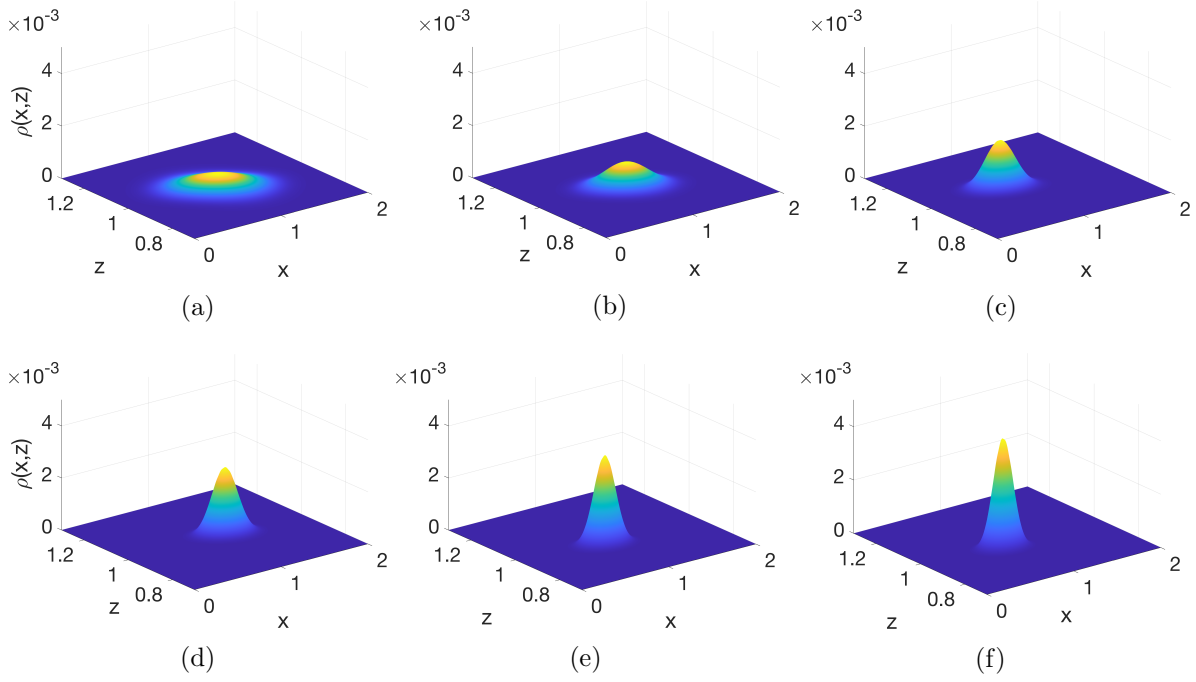 ×10-3 ×10-3 ×10-3
4 4 4
ρ(x,z) 2 2 2
0 0 0
1.2 1 0.8 0 1 2 1.2 1 0.8 0 1 2 1.2 1 0.8 0 1 2
z x z x z x
(a) (b) (c)
×10-3 ×10-3 ×10-3
4 4 4
ρ(x,z) 2 2 2
0 0 0
1.2 1 0.8 0 1 2 1.2 1 0.8 0 1 2 1.2 1 0.8 0 1 2
z x z x z x
(d) (e) (f)